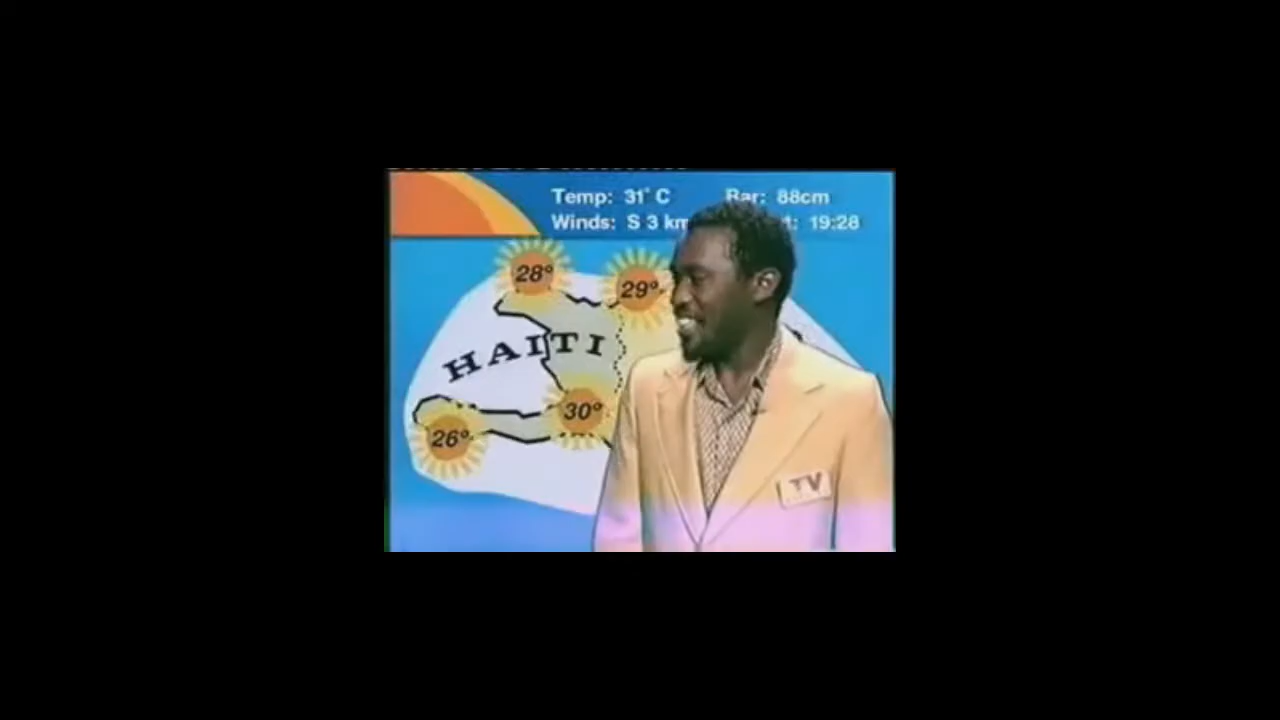 Temp: 31° C
Bar: 88cm
Winds: S 3 km
t: 19:28
28°
29°
HAITI
30°
26°
TV